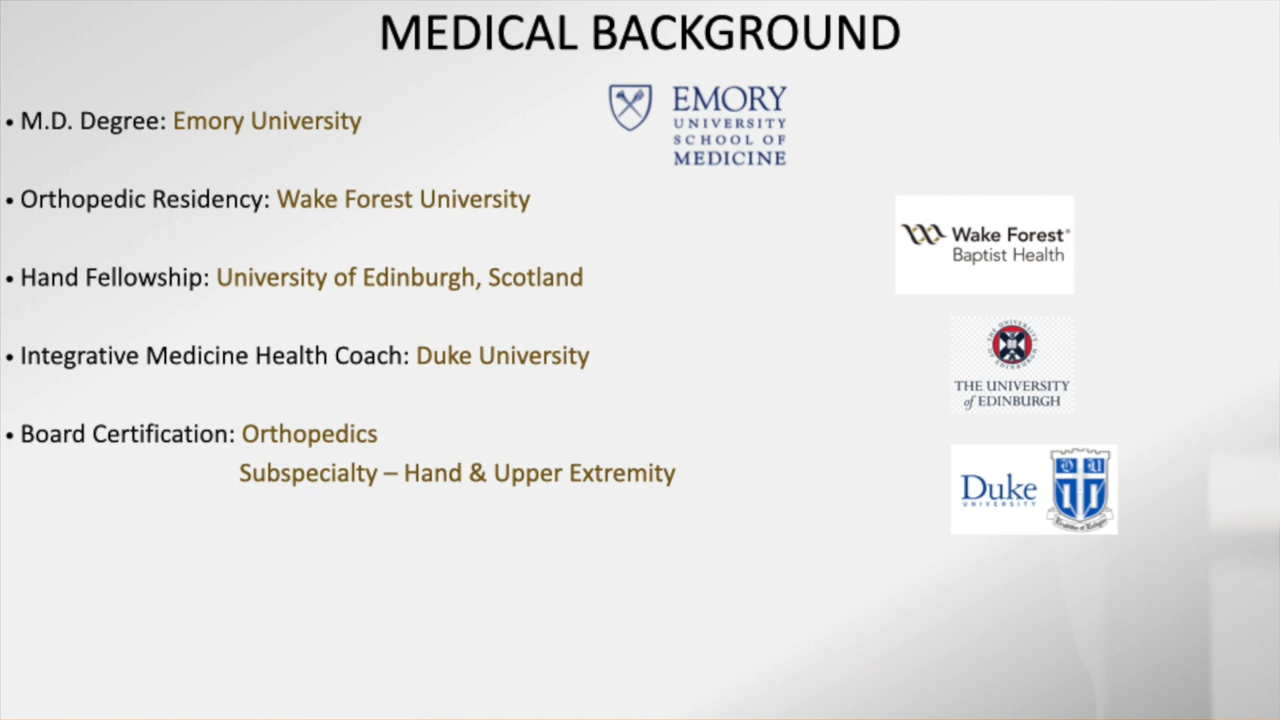 MEDICAL BACKGROUND
• M.D. Degree: Emory University
EMORY
UNIVERSITY
SCHOOL OF
MEDICINE
• Orthopedic Residency: Wake Forest University
Wake Forest®
Baptist Health
• Hand Fellowship: University of Edinburgh, Scotland
THE UNIVERSITY
of EDINBURGH
• Integrative Medicine Health Coach: Duke University
• Board Certification: Orthopedics
Subspecialty – Hand & Upper Extremity
Duke
UNIVERSITY